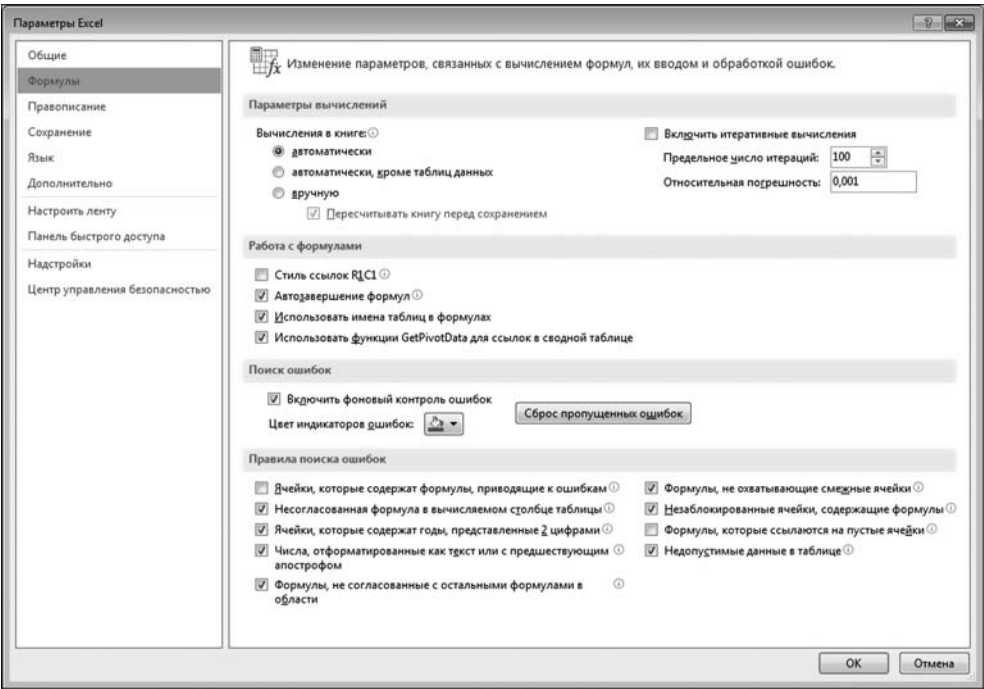 Параметры Excel
Общие
Формулы
Правописание
Сохранение
Язык
Дополнительно
Настроить ленту
Панель быстрого доступа
Надстройки
Центр управления безопасностью
Изменение параметров, связанных с вычислением формул, их вводом и обработкой ошибок.
Параметры вычислений
Вычисления в книге:
автоматически
автоматически, кроме таблиц данных
вручную
Пересчитывать книгу перед сохранением
Включить итеративные вычисления
Предельное число итераций: 100
Относительная погрешность: 0,001
Работа с формулами
Стиль ссылок R1C1
Автозавершение формул
Использовать имена таблиц в формулах
Использовать функции GetPivotData для ссылок в сводной таблице
Поиск ошибок
Включить фоновый контроль ошибок
Цвет индикаторов ошибок:
Сброс пропущенных ошибок
Правила поиска ошибок
Ячейки, которые содержат формулы, приводящие к ошибкам
Несогласованная формула в вычисляемом столбце таблицы
Ячейки, которые содержат годы, представленные 2 цифрами
Числа, отформатированные как текст или с предшествующим
апострофом
Формулы, не согласованные с остальными формулами в
области
Формулы, не охватывающие смежные ячейки
Незаблокированные ячейки, содержащие формулы
Формулы, которые ссылаются на пустые ячейки
Недопустимые данные в таблице
ОК
Отмена